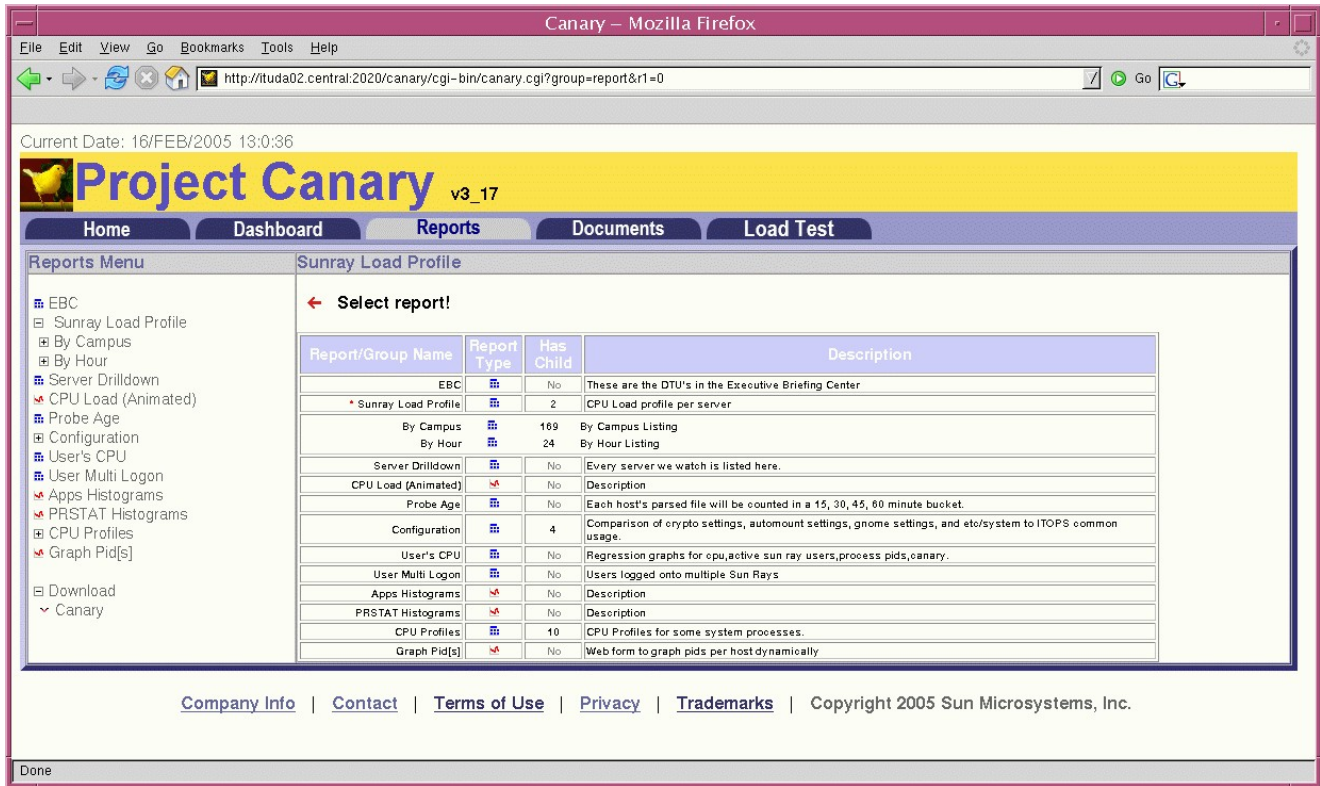 Canary – Mozilla Firefox
File Edit View Go Bookmarks Tools Help
http://ituda02.central:2020/canary/cgi-bin/canary.cgi?group=report&r1=0 Go G
Current Date: 16/FEB/2005 13:0:36
Project Canary v3_17
Home Dashboard Reports Documents Load Test
Reports Menu
EBC
Sunray Load Profile
By Campus
By Hour
Server Drilldown
CPU Load (Animated)
Probe Age
Configuration
User's CPU
User Multi Logon
Apps Histograms
PRSTAT Histograms
CPU Profiles
Graph Pid[s]
Download
Canary
Sunray Load Profile
Select report!
Report/Group Name Report Type Has Child Description
EBC No These are the DTU's in the Executive Briefing Center
* Sunray Load Profile 2 CPU Load profile per server
By Campus 169 By Campus Listing
By Hour 24 By Hour Listing
Server Drilldown No Every server we watch is listed here.
CPU Load (Animated) No Description
Probe Age No Each host's parsed file will be counted in a 15, 30, 45, 60 minute bucket.
Configuration 4 Comparison of crypto settings, automount settings, gnome settings, and etc/system to ITOPS common
usage.
User's CPU No Regression graphs for cpu,active sun ray users,process pids,canary.
User Multi Logon No Users logged onto multiple Sun Rays
Apps Histograms No Description
PRSTAT Histograms No Description
CPU Profiles 10 CPU Profiles for some system processes.
Graph Pid[s] No Web form to graph pids per host dynamically
Company Info | Contact | Terms of Use | Privacy | Trademarks | Copyright 2005 Sun Microsystems, Inc.
Done